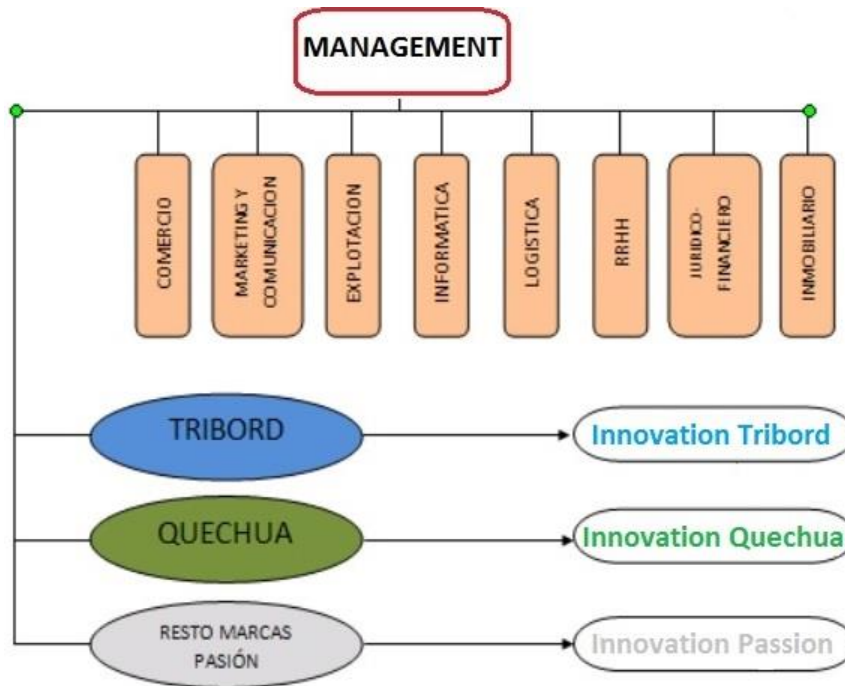 MANAGEMENT
COMERCIO
MARKETING Y
COMUNICACION
EXPLOTACION
INFORMATICA
LOGISTICA
RRHH
JURIDICO-
FINANCIERO
INMOBILIARIO
TRIBORD
Innovation Tribord
QUECHUA
Innovation Quechua
RESTO MARCAS
PASIÓN
Innovation Passion